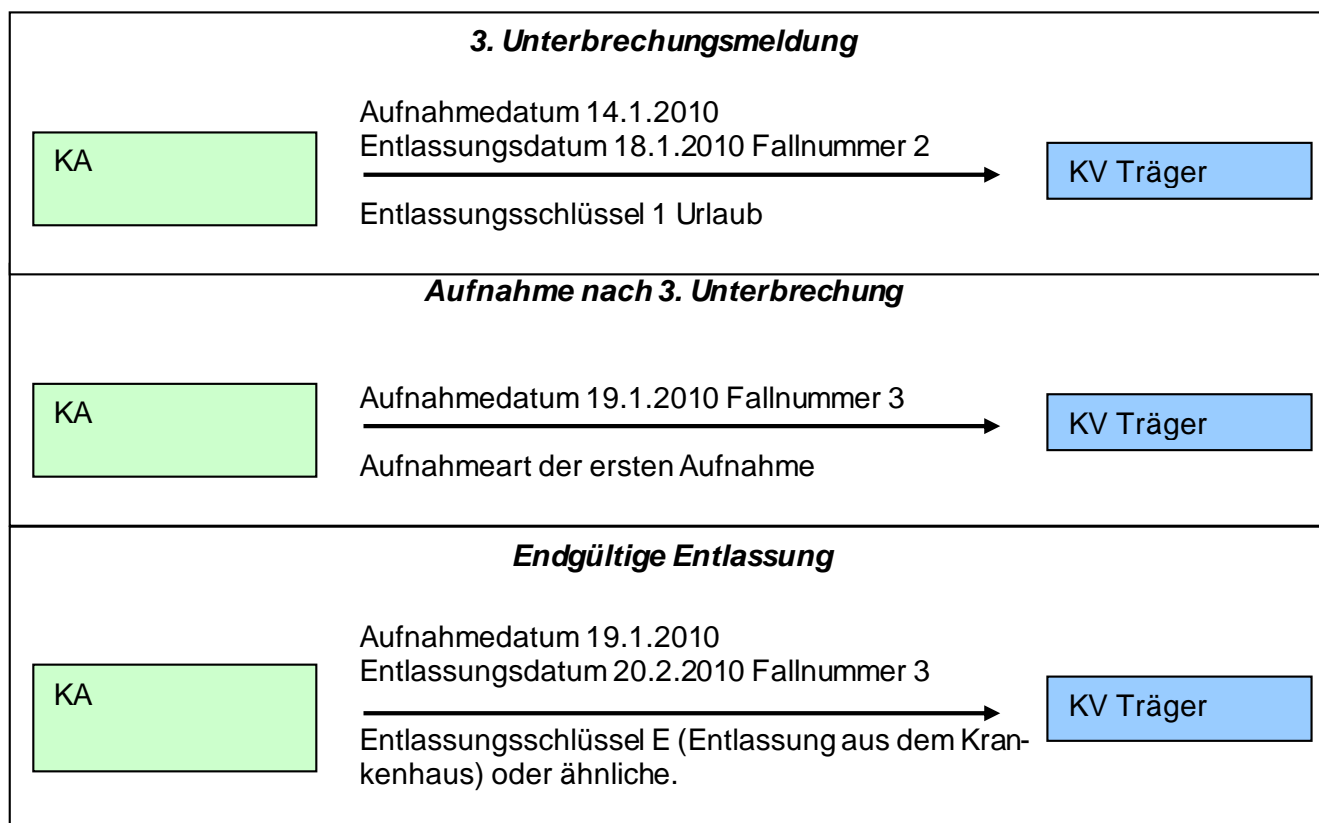 3. Unterbrechungsmeldung
KA
Aufnahmedatum 14.1.2010
Entlassungsdatum 18.1.2010 Fallnummer 2
Entlassungsschlüssel 1 Urlaub
KV Träger
Aufnahme nach 3. Unterbrechung
KA
Aufnahmedatum 19.1.2010 Fallnummer 3
Aufnahmeart der ersten Aufnahme
KV Träger
Endgültige Entlassung
KA
Aufnahmedatum 19.1.2010
Entlassungsdatum 20.2.2010 Fallnummer 3
Entlassungsschlüssel E (Entlassung aus dem Kran-
kenhaus) oder ähnliche.
KV Träger